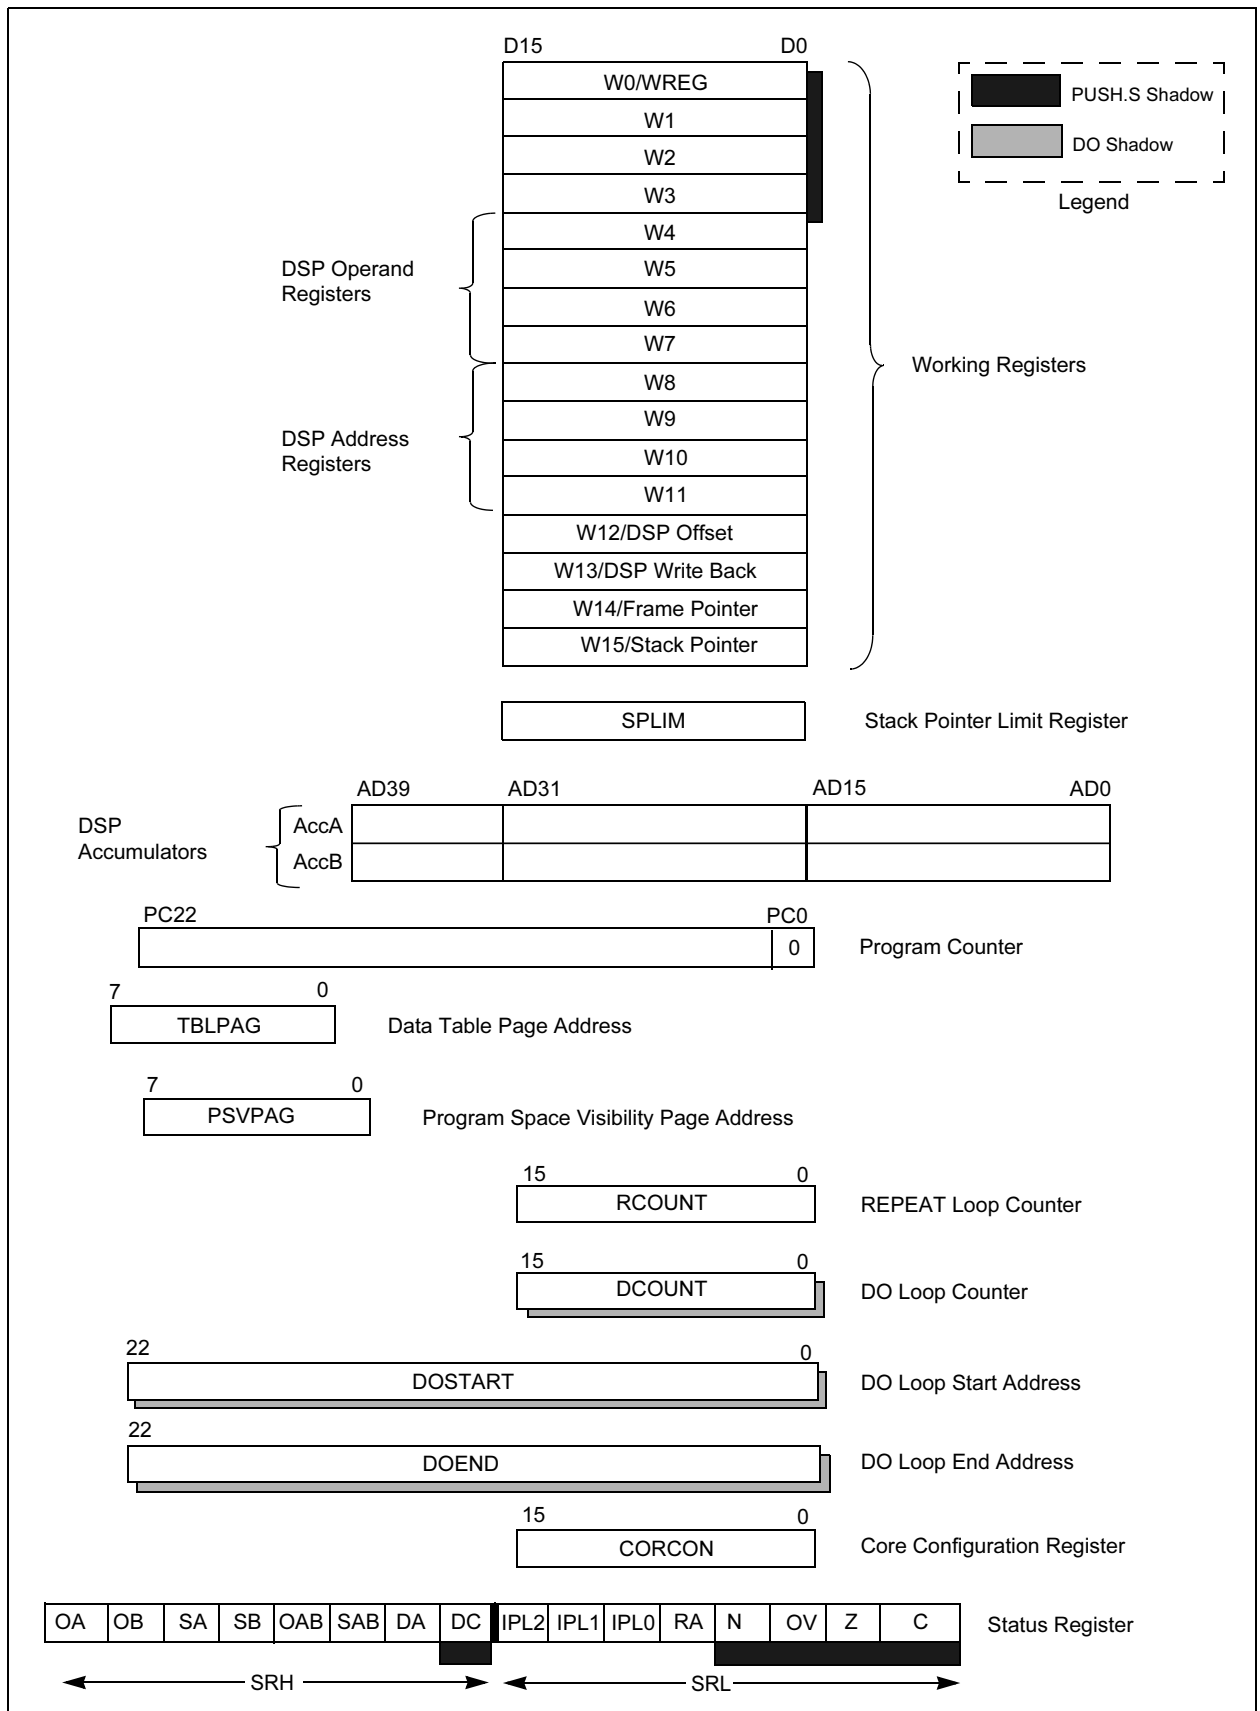 D15 D0
W0/WREG
W1
W2
W3
W4
W5
W6
W7
W8
W9
W10
W11
W12/DSP Offset
W13/DSP Write Back
W14/Frame Pointer
W15/Stack Pointer
PUSH.S Shadow
DO Shadow
Legend
DSP Operand
Registers
DSP Address
Registers
Working Registers
SPLIM Stack Pointer Limit Register
AD39 AD31 AD15 AD0
DSP
Accumulators
AccA
AccB
PC22 PC0
0 Program Counter
7 0
TBLPAG Data Table Page Address
7 0
PSVPAG Program Space Visibility Page Address
15 0
RCOUNT REPEAT Loop Counter
15 0
DCOUNT DO Loop Counter
22 0
DOSTART DO Loop Start Address
22
DOEND DO Loop End Address
15 0
CORCON Core Configuration Register
OA OB SA SB OAB SAB DA DC IPL2 IPL1 IPL0 RA N OV Z C Status Register
SRH SRL